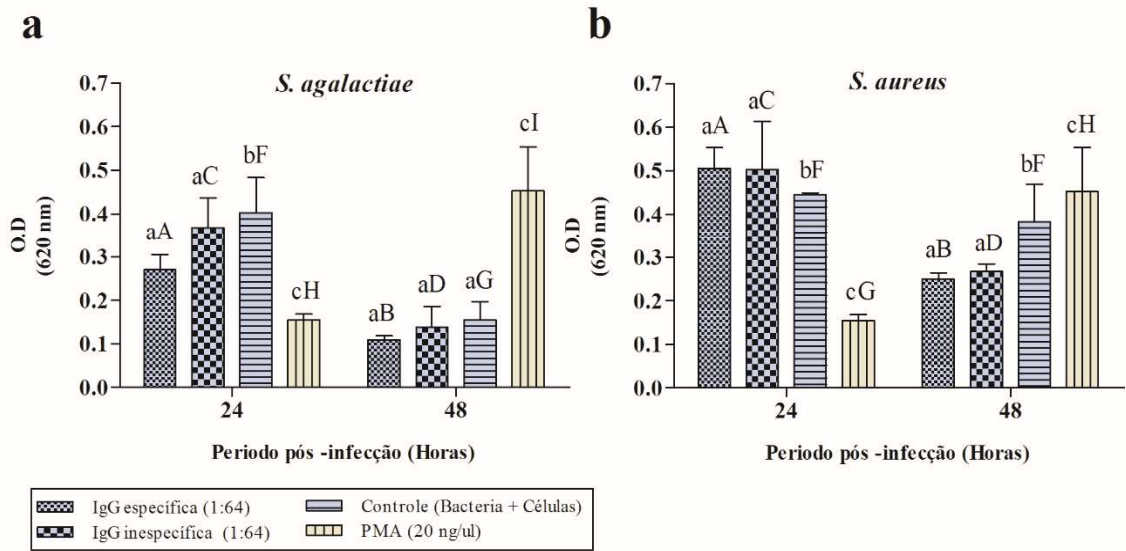 a
S. agalactiae
0.7
0.6
0.5
0.4
0.3
0.2
0.1
0.0
O.D
(620 nm)
aA
aC
bF
cH
aB
aD
aG
cI
24
48
Periodo pós -infecção (Horas)
b
S. aureus
0.7
0.6
0.5
0.4
0.3
0.2
0.1
0.0
O.D
(620 nm)
aA
aC
bF
cG
aB
aD
bF
cH
24
48
Periodo pós -infecção (Horas)
IgG específica (1:64)
Controle (Bacteria + Células)
IgG inespecífica (1:64)
PMA (20 ng/ul)